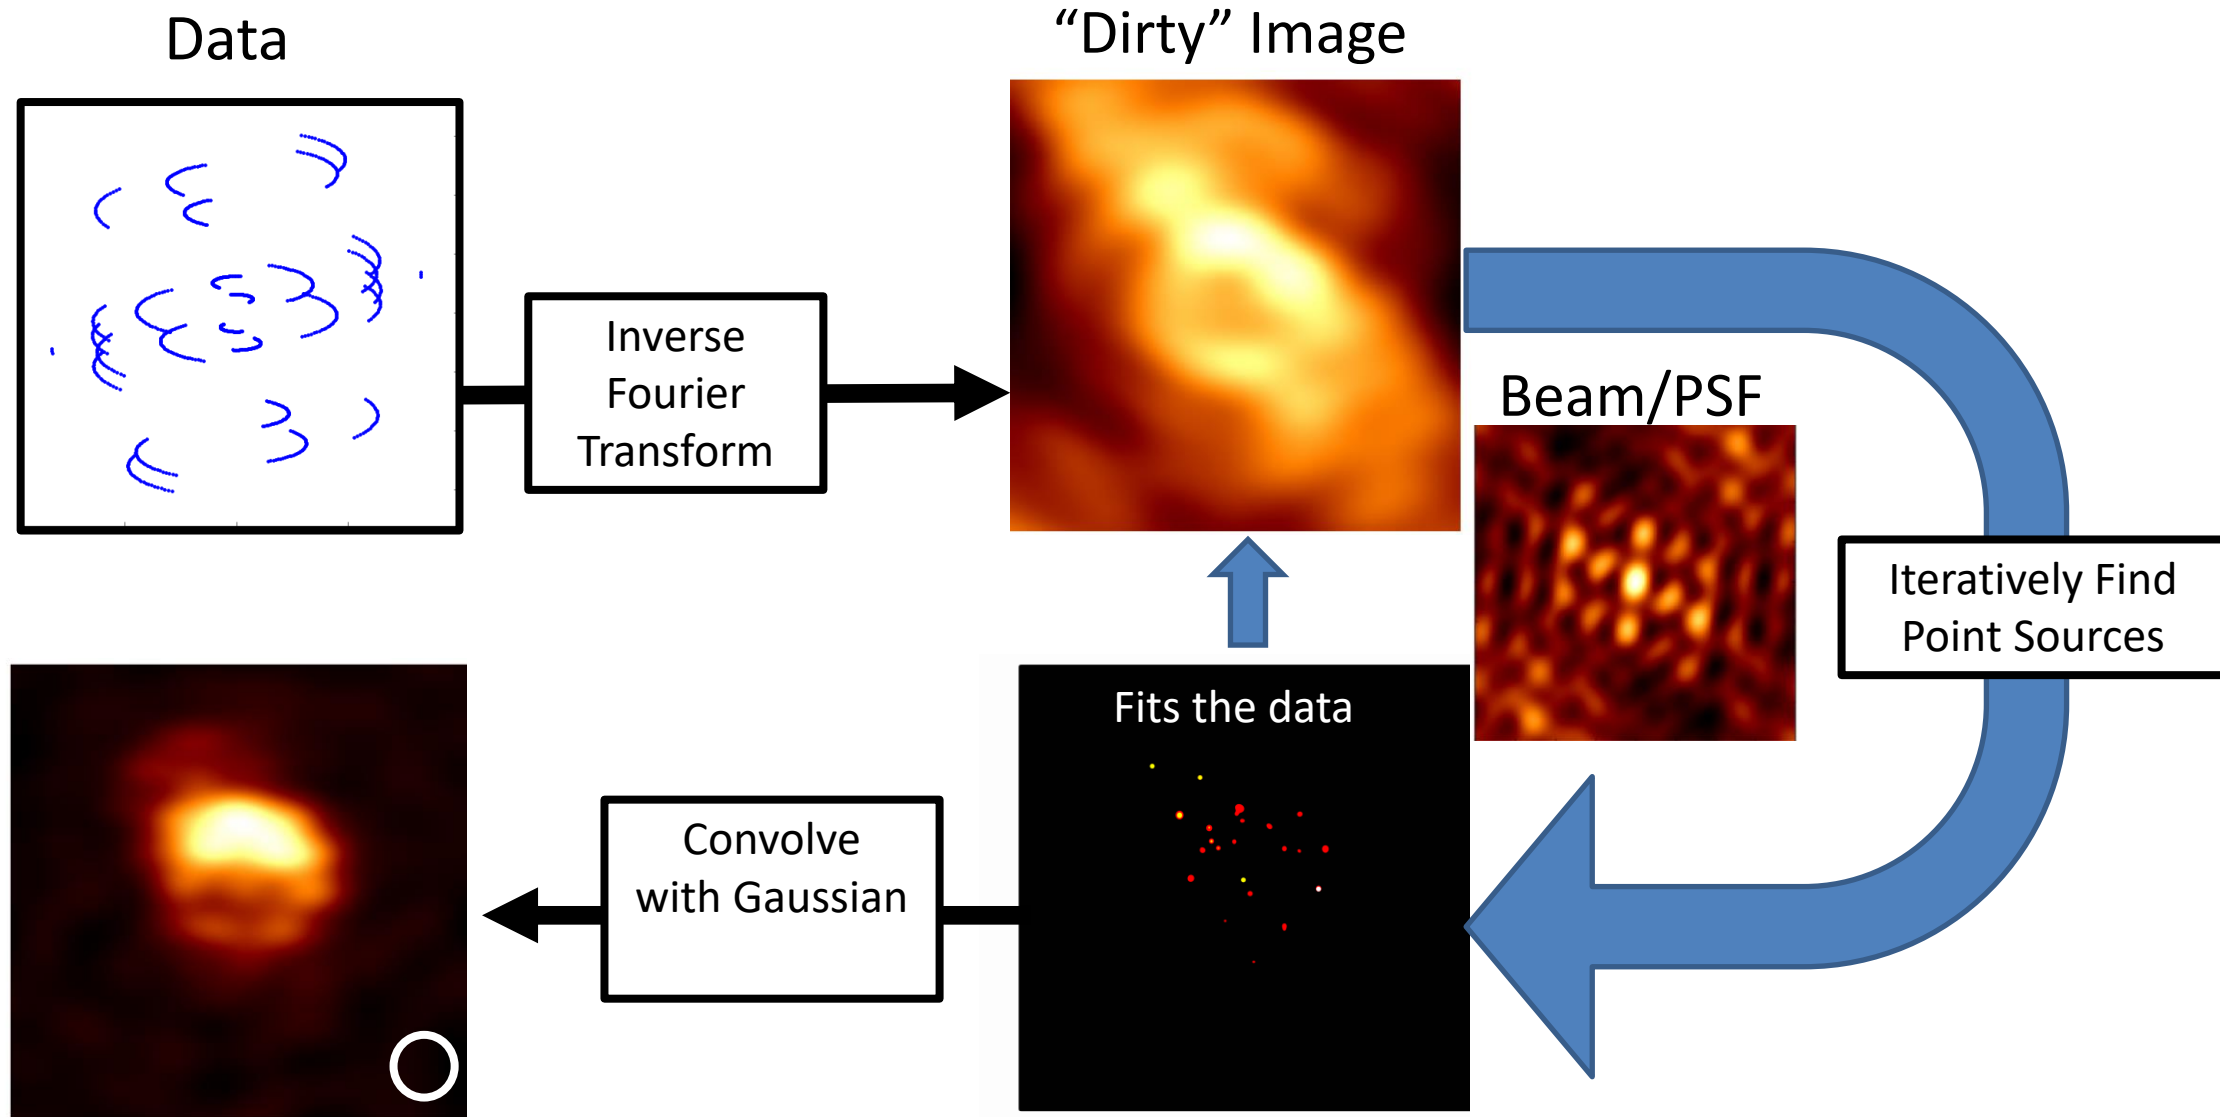 Data
“Dirty” Image
Inverse
Fourier
Transform
Beam/PSF
Iteratively Find
Point Sources
Fits the data
Convolve
with Gaussian